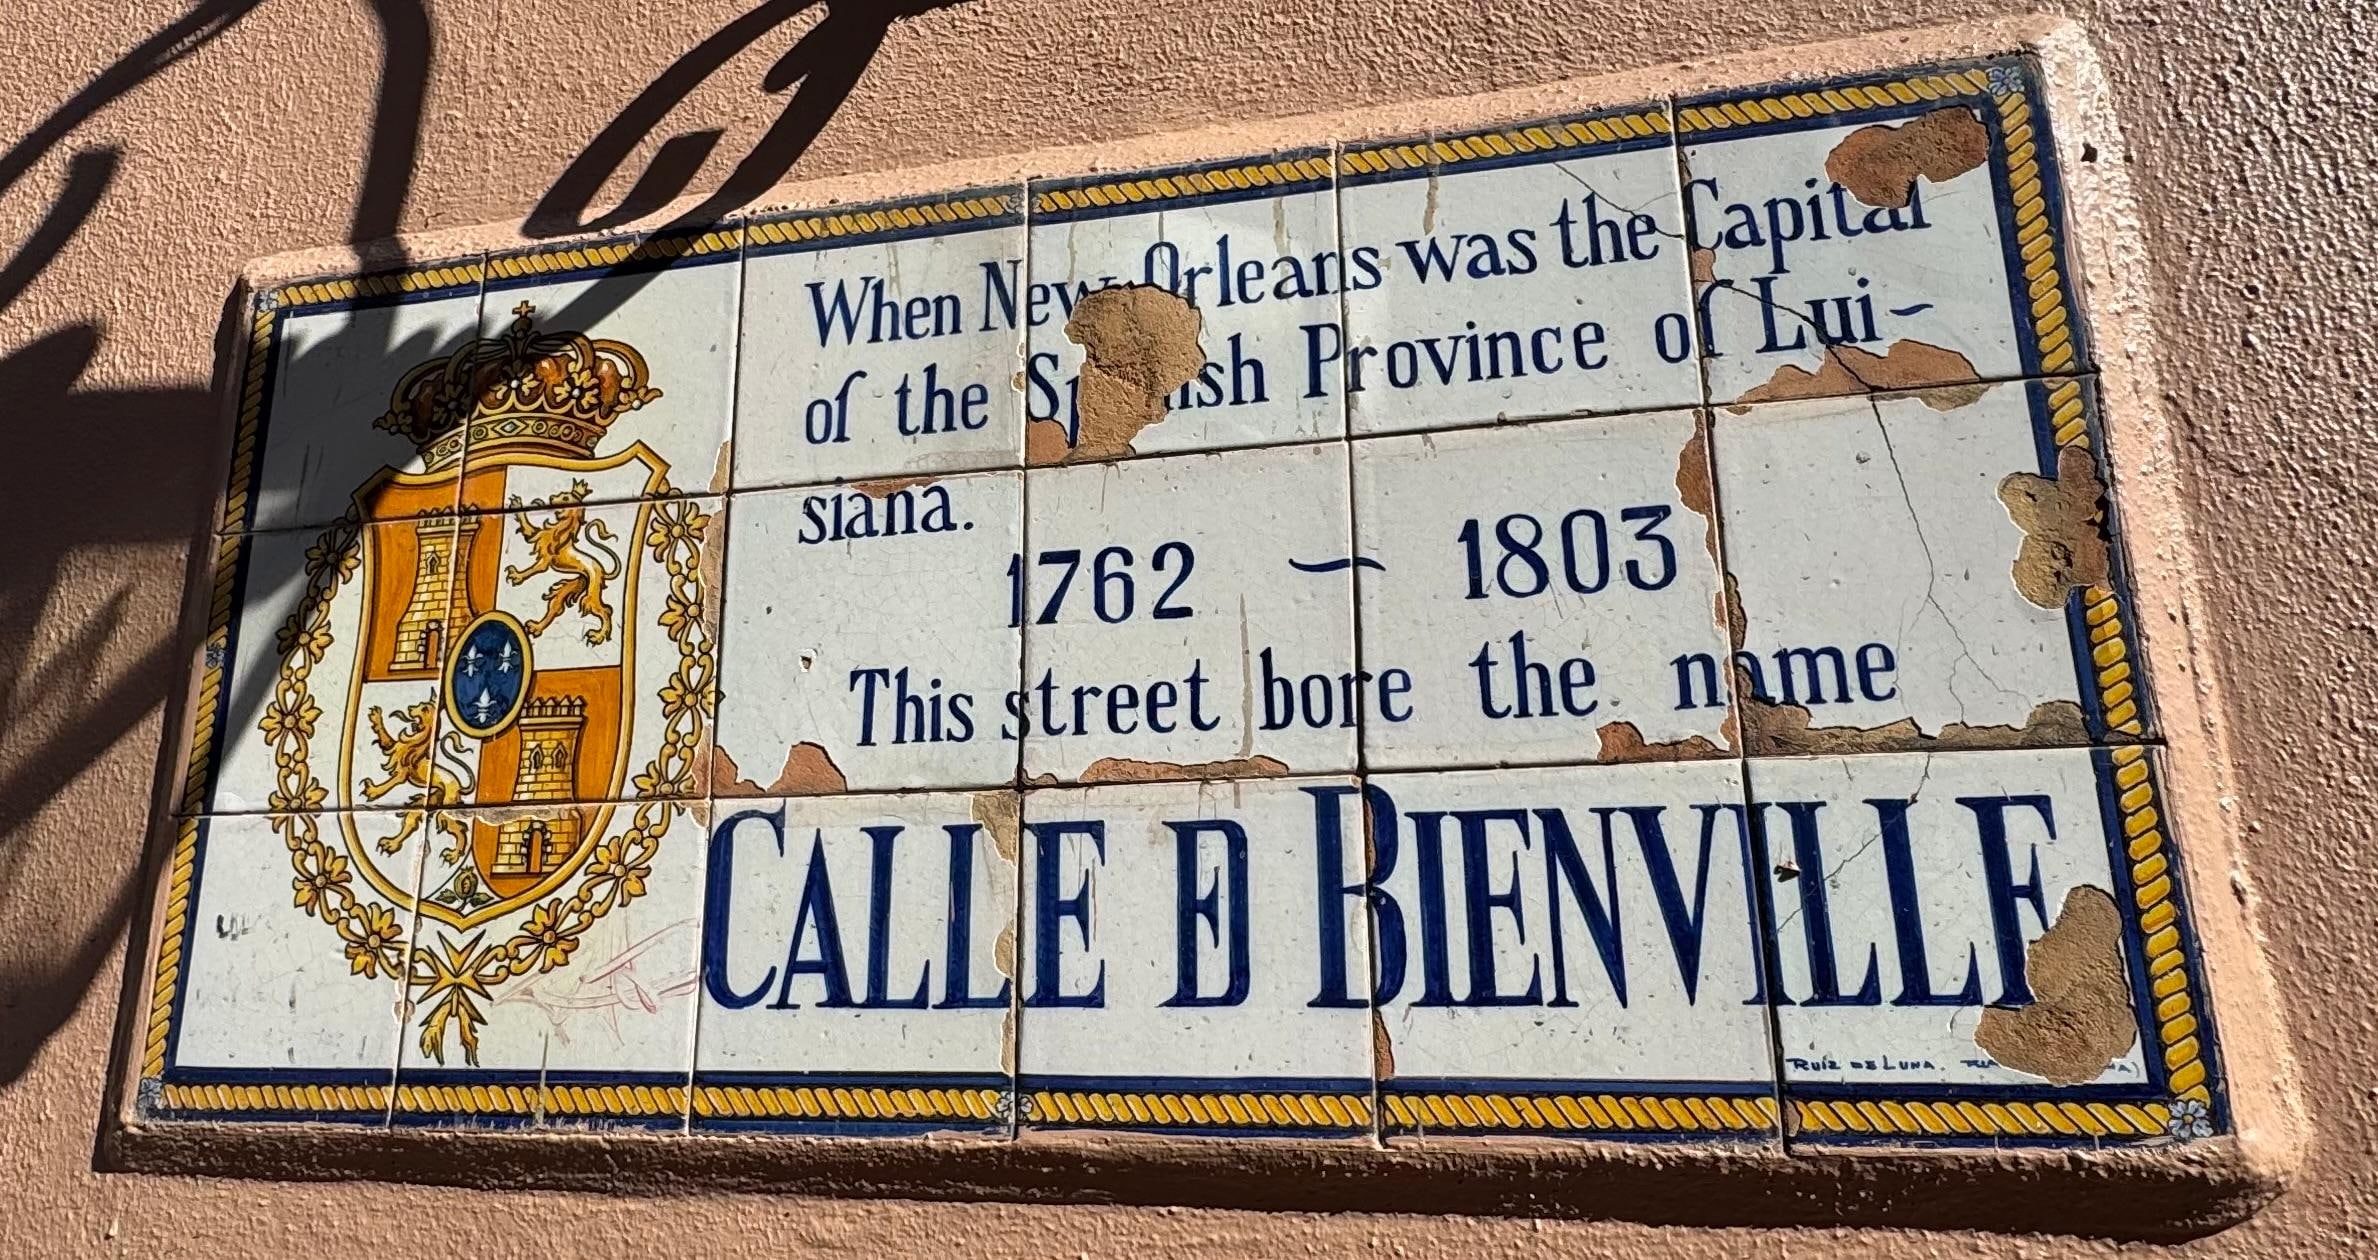 When New Orleans was the Capital
of the Spanish Province of Lui-
siana.
1762 – 1803
This street bore the name
CALLE D BIENVILLE
RUIZ DE LUNA.